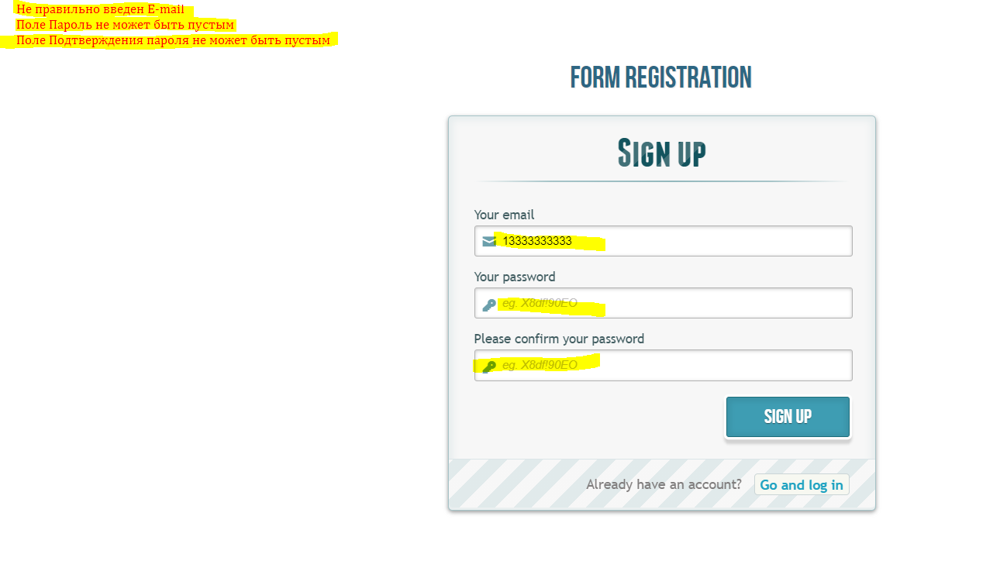 Не правильно введен E-mail
Поле Пароль не может быть пустым
Поле Подтверждения пароля не может быть пустым
FORM REGISTRATION
Sign up
Your email
13333333333
Your password
eg. X8df!90EO
Please confirm your password
eg. X8df!90EO
SIGN UP
Already have an account? Go and log in